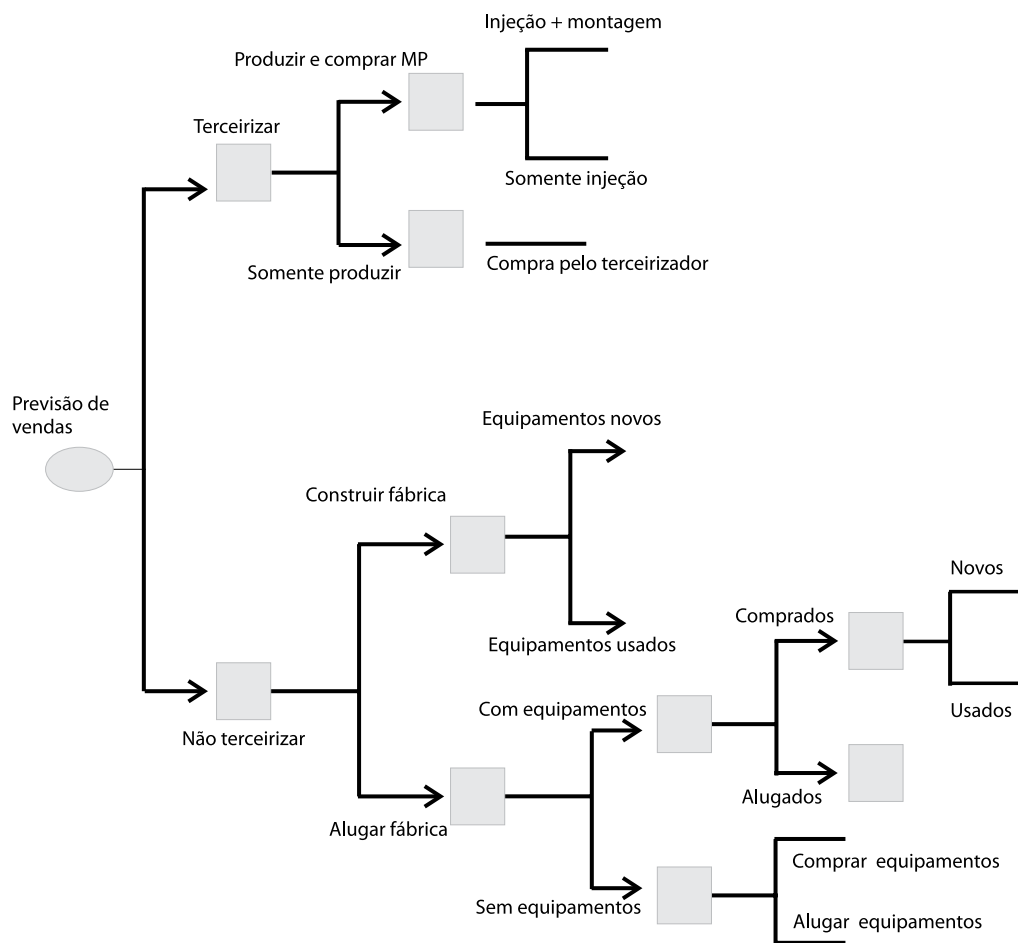 Injeção + montagem
Produzir e comprar MP
Terceirizar
Somente injeção
Somente produzir
Compra pelo terceirizador
Previsão de
vendas
Equipamentos novos
Construir fábrica
Novos
Comprados
Equipamentos usados
Com equipamentos
Usados
Não terceirizar
Alugados
Alugar fábrica
Comprar equipamentos
Sem equipamentos
Alugar equipamentos